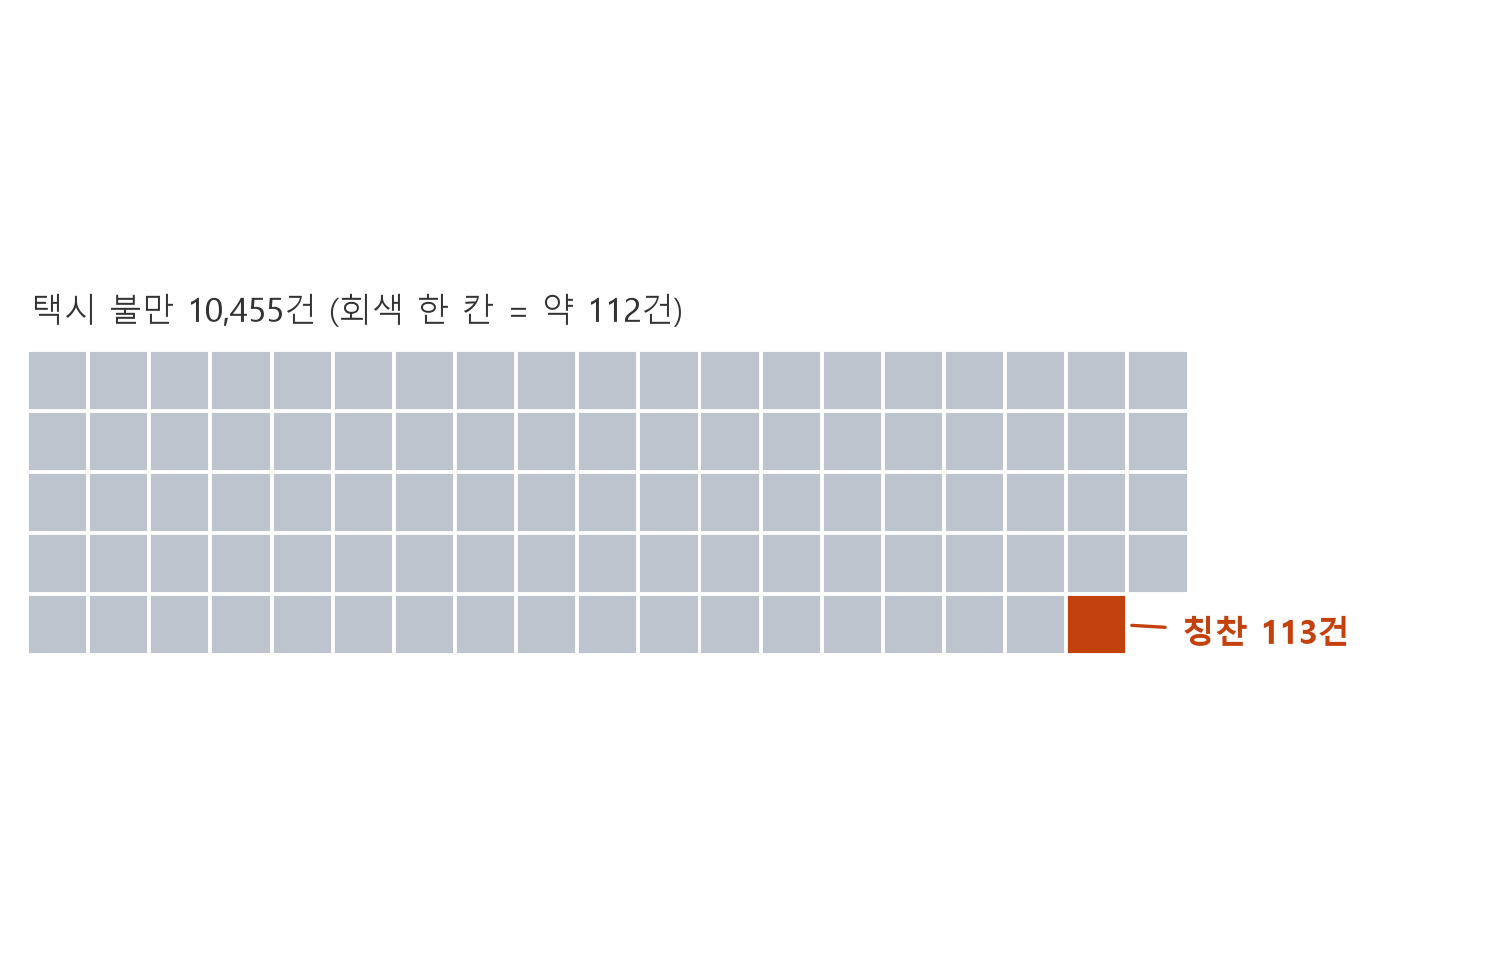 택시 불만 10,455건 (회색 한 칸 = 약 112건)
칭찬 113건